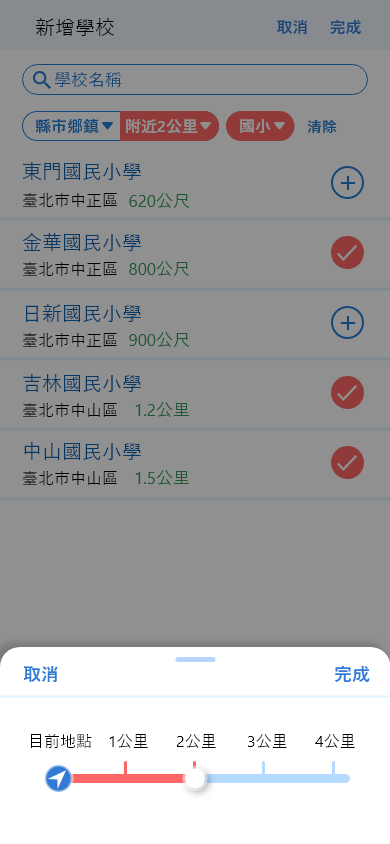 新增學校 取消 完成
學校名稱
縣市鄉鎮 附近2公里 國小 清除
東門國民小學
臺北市中正區 620公尺
金華國民小學
臺北市中正區 800公尺
日新國民小學
臺北市中正區 900公尺
吉林國民小學
臺北市中山區 1.2公里
中山國民小學
臺北市中山區 1.5公里
取消 完成
目前地點 1公里 2公里 3公里 4公里